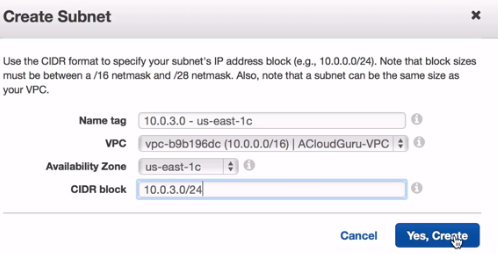 Create Subnet
Use the CIDR format to specify your subnet's IP address block (e.g., 10.0.0.0/24). Note that block sizes
must be between a /16 netmask and /28 netmask. Also, note that a subnet can be the same size as
your VPC.
Name tag 10.0.3.0 - us-east-1c
VPC vpc-b9b196dc (10.0.0.0/16) | ACloudGuru-VPC
Availability Zone us-east-1c
CIDR block 10.0.3.0/24
Cancel Yes, Create